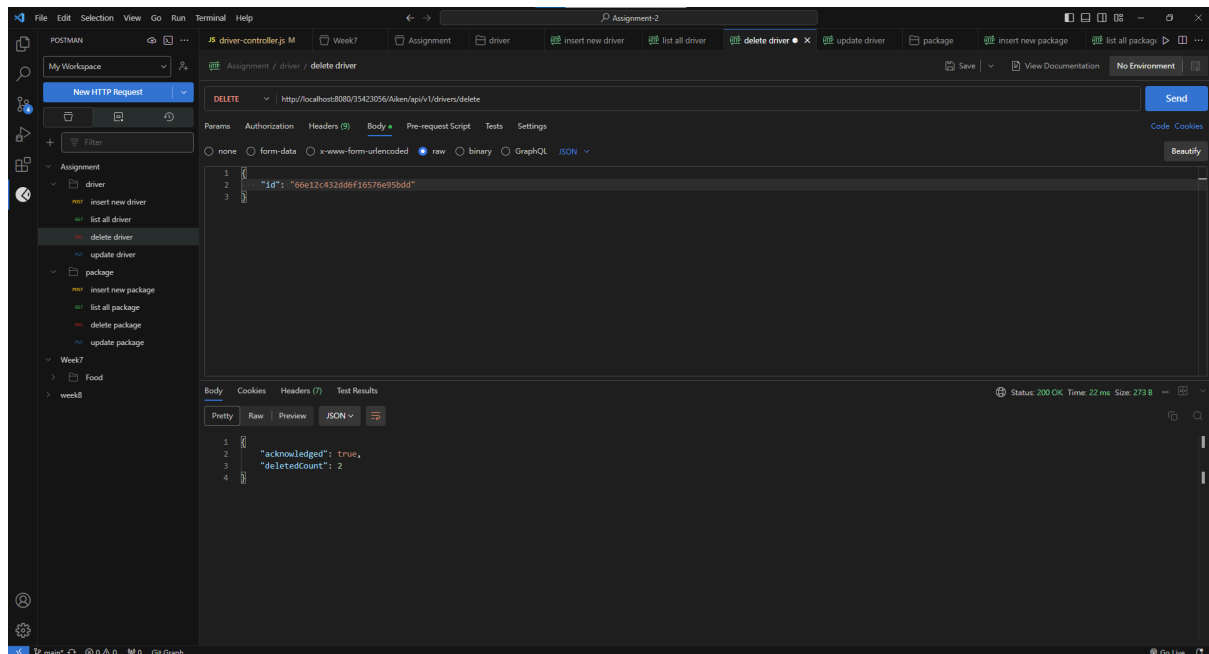 File Edit Selection View Go Run Terminal Help
Assignment-2
POSTMAN
JS driver-controller.js M Week7 Assignment driver insert new driver list all driver delete driver update driver package insert new package list all package
My Workspace
Assignment / driver / delete driver
Save View Documentation No Environment
New HTTP Request
DELETE http://localhost:8080/35423056/Aiken/api/v1/drivers/delete
Send
Params Authorization Headers (9) Body Pre-request Script Tests Settings
Code Cookies
Filter
none form-data x-www-form-urlencoded raw binary GraphQL JSON
Beautify
Assignment
driver
POST insert new driver
GET list all driver
delete driver
update driver
package
POST insert new package
GET list all package
delete package
update package
Week7
Food
week8
1 {
2 "id": "66e12c432dd6f16576e95bdd"
3 }
Body Cookies Headers (7) Test Results
Status: 200 OK Time: 22 ms Size: 273 B
Pretty Raw Preview JSON
1 {
2 "acknowledged": true,
3 "deletedCount": 2
4 }
main* 0 0 0 Git Graph
Go Live